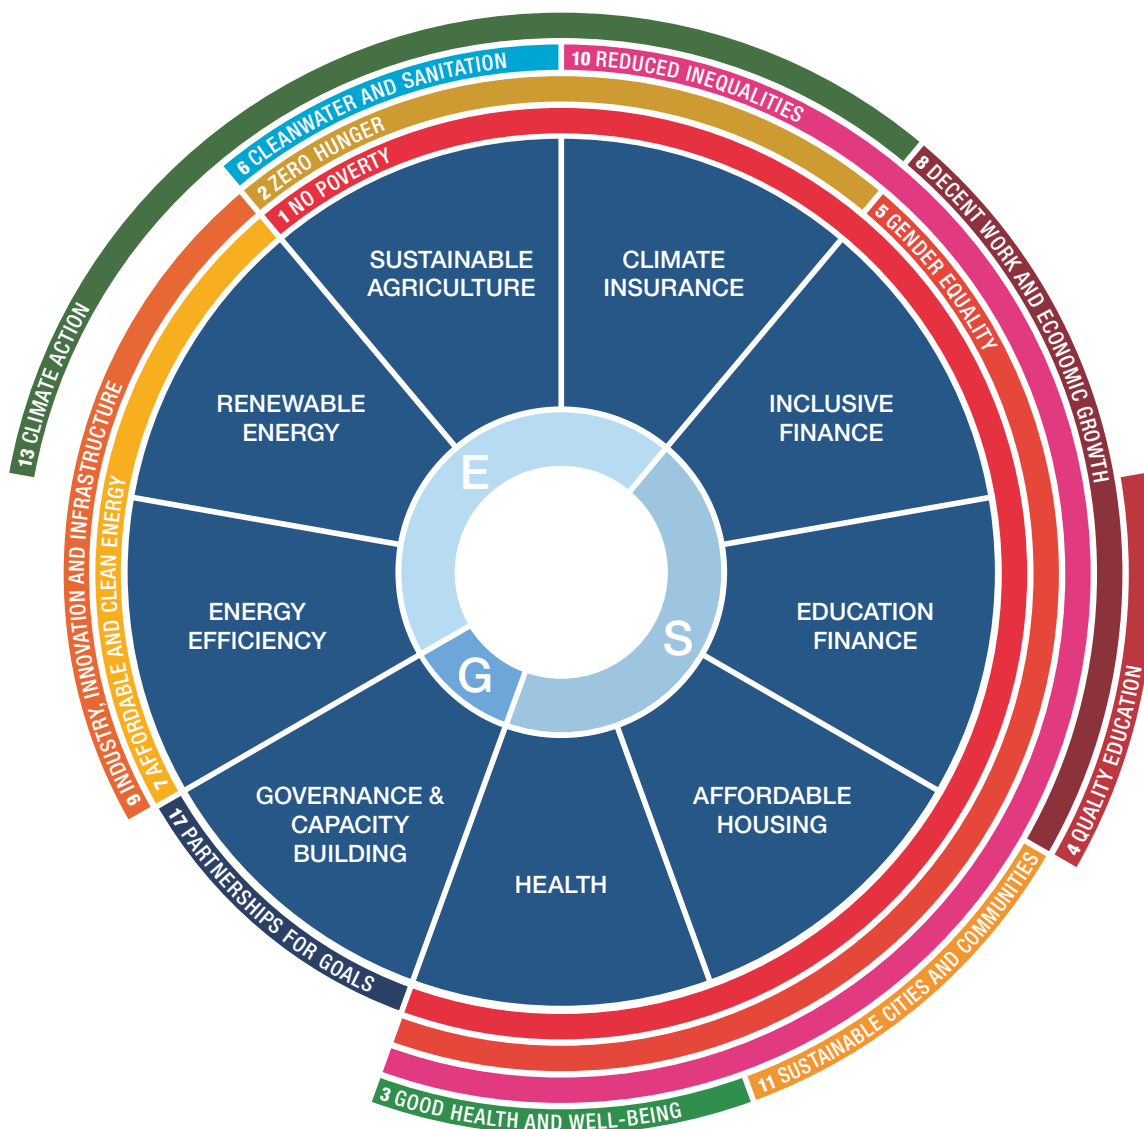 13 CLIMATE ACTION
6 CLEANWATER AND SANITATION
10 REDUCED INEQUALITIES
2 ZERO HUNGER
1 NO POVERTY
8 DECENT WORK AND ECONOMIC GROWTH
5 GENDER EQUALITY
9 INDUSTRY, INNOVATION AND INFRASTRUCTURE
7 AFFORDABLE AND CLEAN ENERGY
4 QUALITY EDUCATION
17 PARTNERSHIPS FOR GOALS
11 SUSTAINABLE CITIES AND COMMUNITIES
3 GOOD HEALTH AND WELL-BEING
SUSTAINABLE
AGRICULTURE
CLIMATE
INSURANCE
RENEWABLE
ENERGY
INCLUSIVE
FINANCE
ENERGY
EFFICIENCY
EDUCATION
FINANCE
GOVERNANCE &
CAPACITY
BUILDING
AFFORDABLE
HOUSING
HEALTH
E
S
G